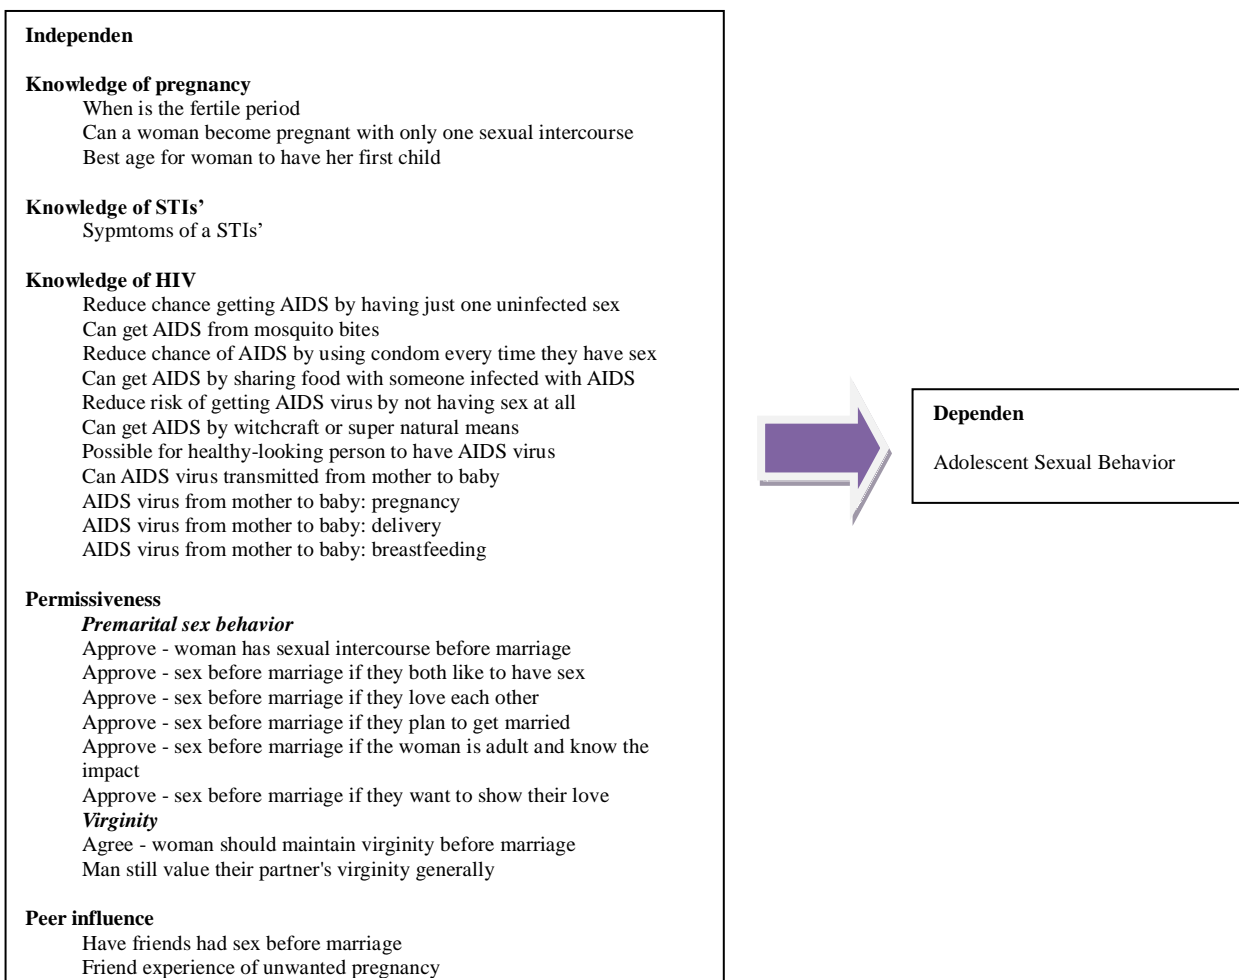 Independen
Knowledge of pregnancy
When is the fertile period
Can a woman become pregnant with only one sexual intercourse
Best age for woman to have her first child
Knowledge of STIs’
Sypmtoms of a STIs’
Knowledge of HIV
Reduce chance getting AIDS by having just one uninfected sex
Can get AIDS from mosquito bites
Reduce chance of AIDS by using condom every time they have sex
Can get AIDS by sharing food with someone infected with AIDS
Reduce risk of getting AIDS virus by not having sex at all
Can get AIDS by witchcraft or super natural means
Possible for healthy-looking person to have AIDS virus
Can AIDS virus transmitted from mother to baby
AIDS virus from mother to baby: pregnancy
AIDS virus from mother to baby: delivery
AIDS virus from mother to baby: breastfeeding
Permissiveness
Premarital sex behavior
Approve - woman has sexual intercourse before marriage
Approve - sex before marriage if they both like to have sex
Approve - sex before marriage if they love each other
Approve - sex before marriage if they plan to get married
Approve - sex before marriage if the woman is adult and know the
impact
Approve - sex before marriage if they want to show their love
Virginity
Agree - woman should maintain virginity before marriage
Man still value their partner's virginity generally
Peer influence
Have friends had sex before marriage
Friend experience of unwanted pregnancy
Dependen
Adolescent Sexual Behavior